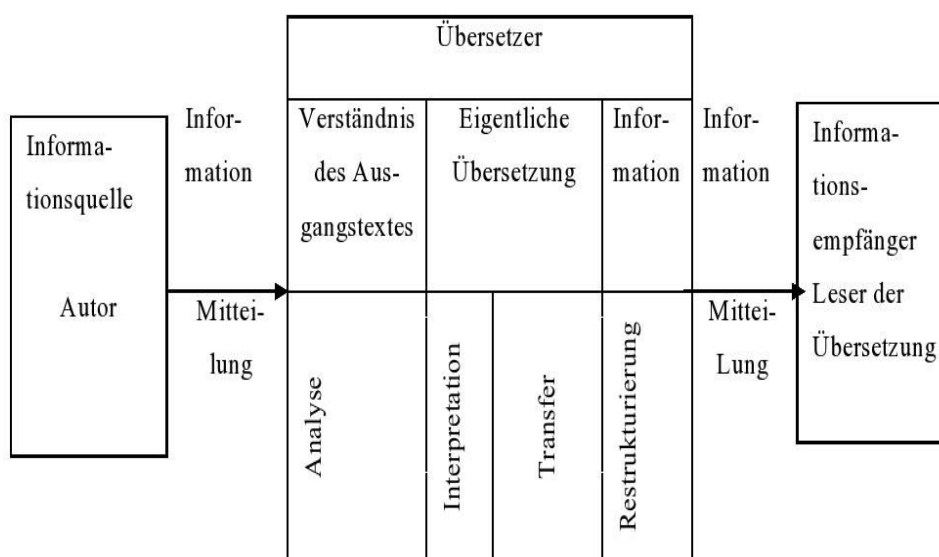 Übersetzer
Informa-
tionsquelle
Autor
Infor-
mation
Mittei-
lung
Verständnis
des Aus-
gangstextes
Eigentliche
Übersetzung
Infor-
mation
Analyse
Interpretation
Transfer
Restrukturierung
Infor-
mation
Mittei-
Lung
Informa-
tions-
empfänger
Leser der
Übersetzung